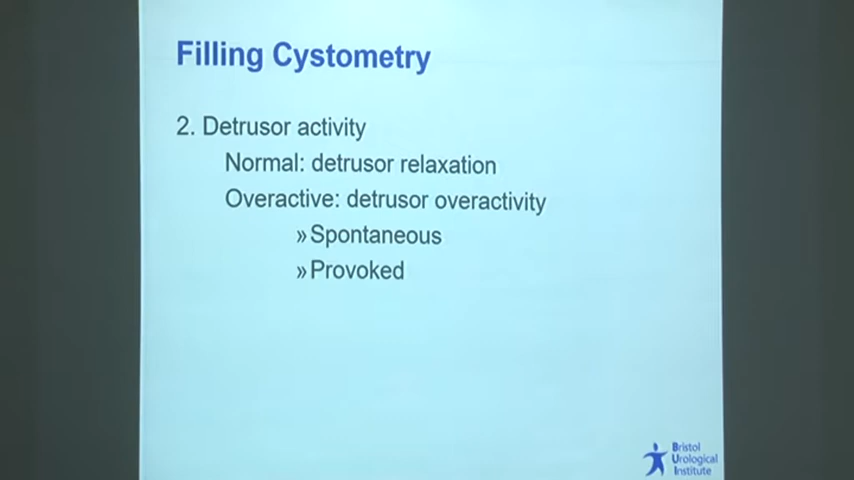 Filling Cystometry
2. Detrusor activity
Normal: detrusor relaxation
Overactive: detrusor overactivity
» Spontaneous
» Provoked
Bristol
Urological
Institute